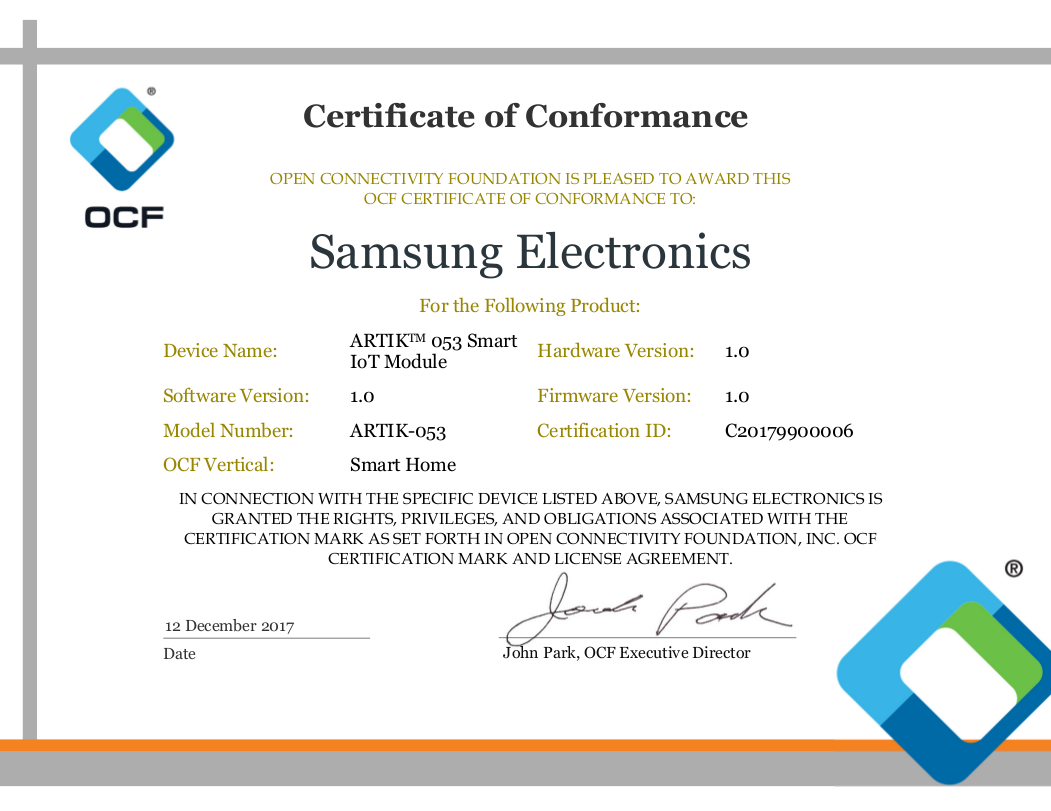 ®
Certificate of Conformance
OPEN CONNECTIVITY FOUNDATION IS PLEASED TO AWARD THIS
OCF CERTIFICATE OF CONFORMANCE TO:
OCF
Samsung Electronics
For the Following Product:
Device Name: ARTIK™ 053 Smart
IoT Module
Hardware Version: 1.0
Software Version: 1.0 Firmware Version: 1.0
Model Number: ARTIK-053 Certification ID: C20179900006
OCF Vertical: Smart Home
IN CONNECTION WITH THE SPECIFIC DEVICE LISTED ABOVE, SAMSUNG ELECTRONICS IS
GRANTED THE RIGHTS, PRIVILEGES, AND OBLIGATIONS ASSOCIATED WITH THE
CERTIFICATION MARK AS SET FORTH IN OPEN CONNECTIVITY FOUNDATION, INC. OCF
CERTIFICATION MARK AND LICENSE AGREEMENT.
®
12 December 2017
Date
John Park, OCF Executive Director